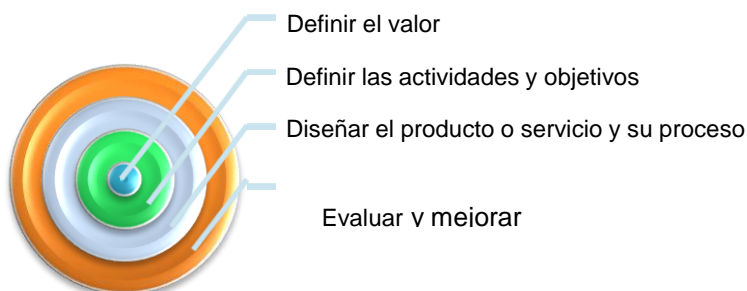 Definir el valor
Definir las actividades y objetivos
Diseñar el producto o servicio y su proceso
Evaluar y mejorar